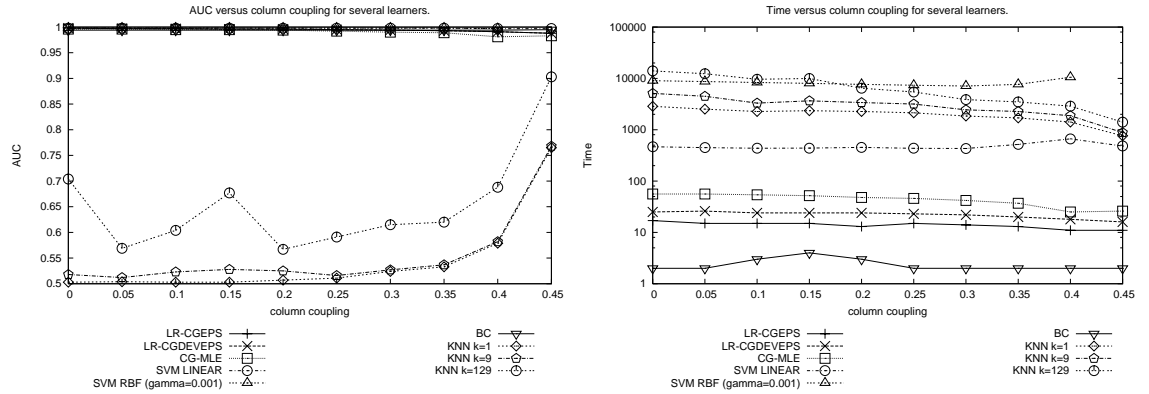 AUC versus column coupling for several learners.
1
0.95
0.9
0.85
0.8
0.75
0.7
0.65
0.6
0.55
0.5
AUC
0 0.05 0.1 0.15 0.2 0.25 0.3 0.35 0.4 0.45
column coupling
LR-CGEPS
LR-CGDEVEPS
CG-MLE
SVM LINEAR
SVM RBF (gamma=0.001)
BC
KNN k=1
KNN k=9
KNN k=129
Time versus column coupling for several learners.
100000
10000
1000
100
10
1
Time
0 0.05 0.1 0.15 0.2 0.25 0.3 0.35 0.4 0.45
column coupling
LR-CGEPS
LR-CGDEVEPS
CG-MLE
SVM LINEAR
SVM RBF (gamma=0.001)
BC
KNN k=1
KNN k=9
KNN k=129